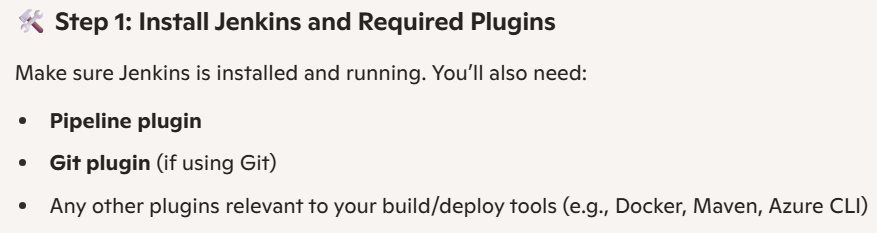 🛠️ Step 1: Install Jenkins and Required Plugins
Make sure Jenkins is installed and running. You’ll also need:
• Pipeline plugin
• Git plugin (if using Git)
• Any other plugins relevant to your build/deploy tools (e.g., Docker, Maven, Azure CLI)